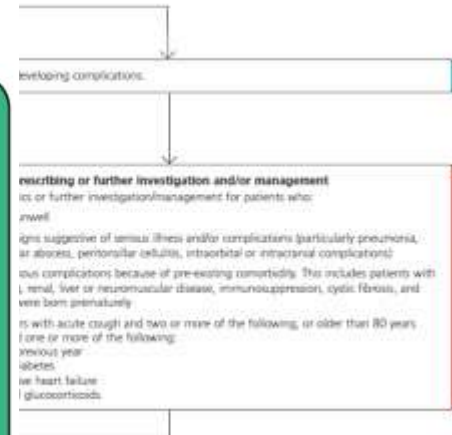 eveloping complications.
rescribing or further investigation and/or management
ics or further investigation/management for patients who:
unwell
igns suggestive of serious illness and/or complications (particularly pneumonia,
ar abscess, peritonsillar cellulitis, intraorbital or intracranial complications)
ous complications because of pre-existing comorbidity. This includes patients with
, renal, liver or neuromuscular disease, immunosuppression, cystic fibrosis, and
were born prematurely
rs with acute cough and two or more of the following, or older than 80 years
d one or more of the following:
previous year
iabetes
ive heart failure
l glucocorticoids